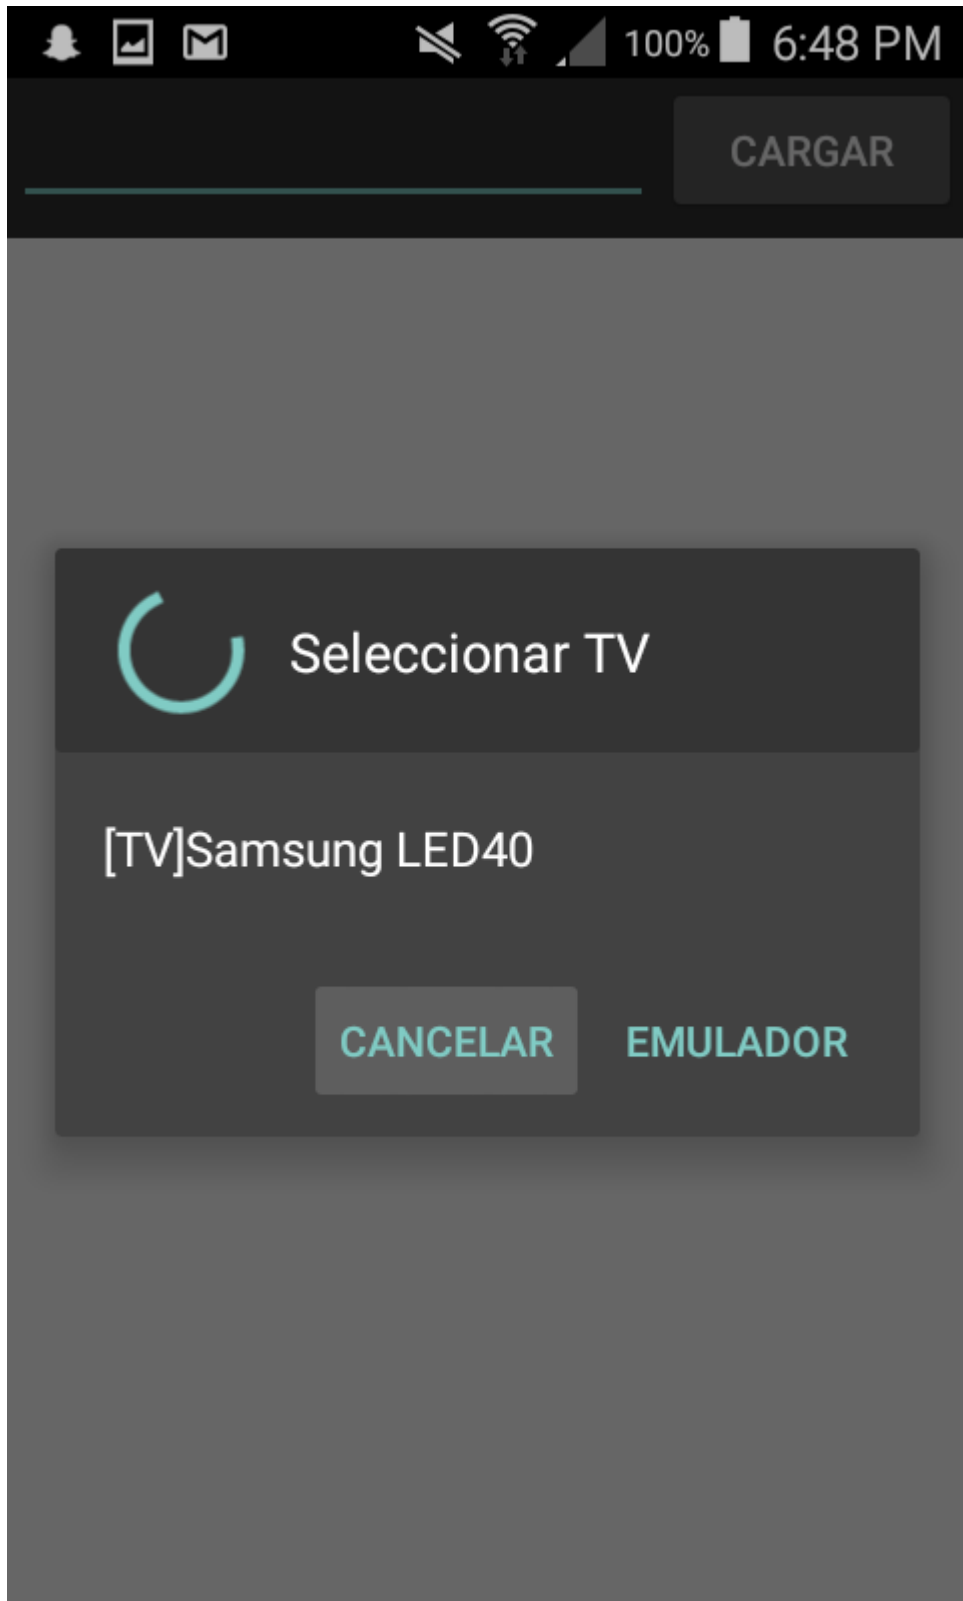 100% 6:48 PM
CARGAR
Seleccionar TV
[TV]Samsung LED40
CANCELAR EMULADOR